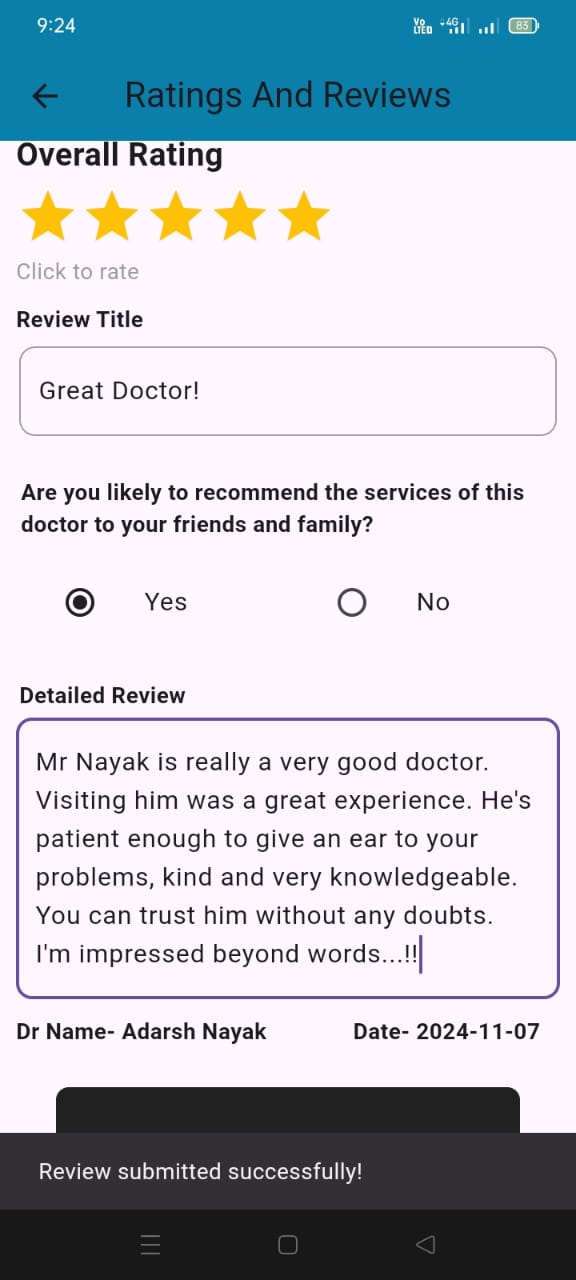 9:24
Vo LTED 4G 83
Ratings And Reviews
Overall Rating
Click to rate
Review Title
Great Doctor!
Are you likely to recommend the services of this
doctor to your friends and family?
Yes No
Detailed Review
Mr Nayak is really a very good doctor.
Visiting him was a great experience. He's
patient enough to give an ear to your
problems, kind and very knowledgeable.
You can trust him without any doubts.
I'm impressed beyond words...!!
Dr Name- Adarsh Nayak Date- 2024-11-07
Review submitted successfully!